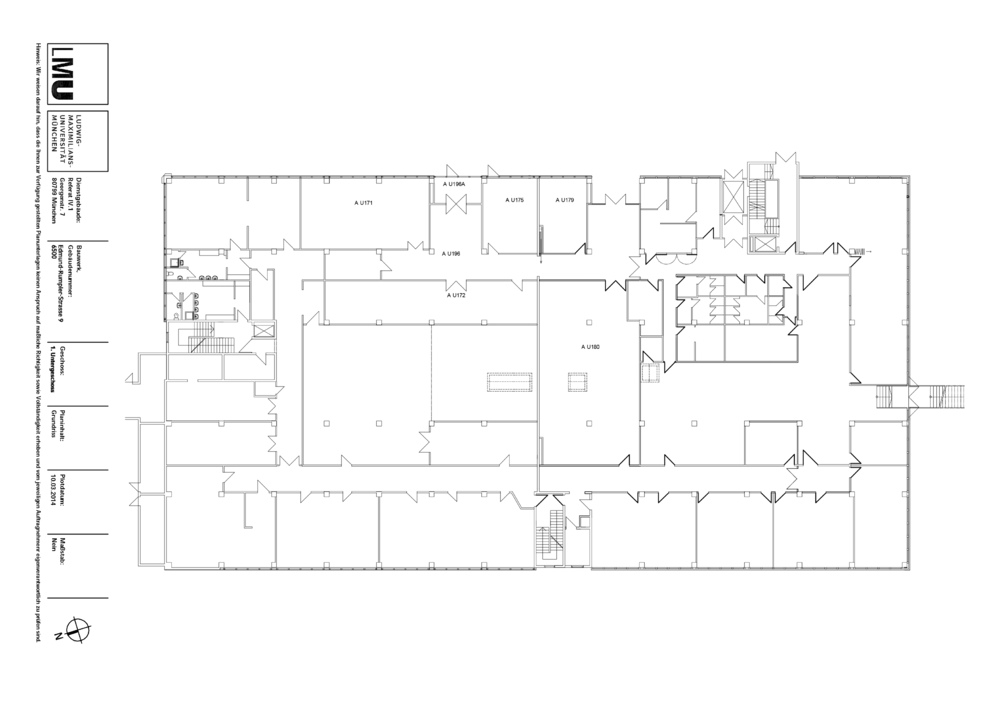 LMU
LUDWIG-
MAXIMILIANS-
UNIVERSITÄT
MÜNCHEN
Dienstgebäude:
Referat IV.1
Georgenstr. 7
80799 München
Bauwerk,
Gebäudenummer:
Edmund-Rumpler-Strasse 9
6500
Geschoss:
1. Untergeschoss
Planinhalt:
Grundriss
Plotdatum:
10.03.2014
Maßstab:
Nein
N
Hinweis: Wir weisen darauf hin, dass die Ihnen zur Verfügung gestellten Planunterlagen keinen Anspruch auf maßliche Richtigkeit sowie Vollständigkeit erheben und vom jeweiligen Auftragnehmer eigenverantwortlich zu prüfen sind.
A U196A
A U171
A U175
A U179
A U196
A U172
A U180